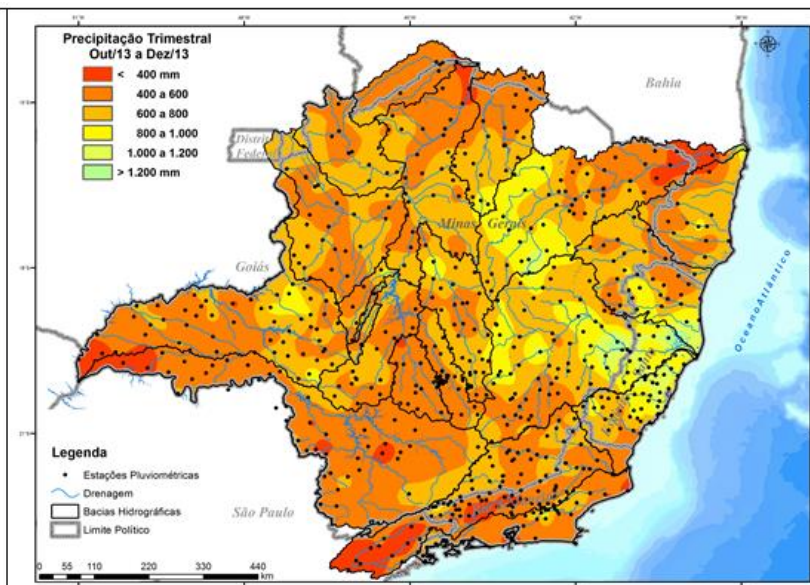 Precipitação Trimestral
Out/13 a Dez/13
< 400 mm
400 a 600
600 a 800
800 a 1.000
1.000 a 1.200
> 1.200 mm
Bahia
Distri
Federal
Minas Gerais
Goiás
Oceano Atlântico
Legenda
Estações Pluviométricas
Drenagem
Bacias Hidrográficas
Limite Político
São Paulo
0 55 110 220 330 440
km